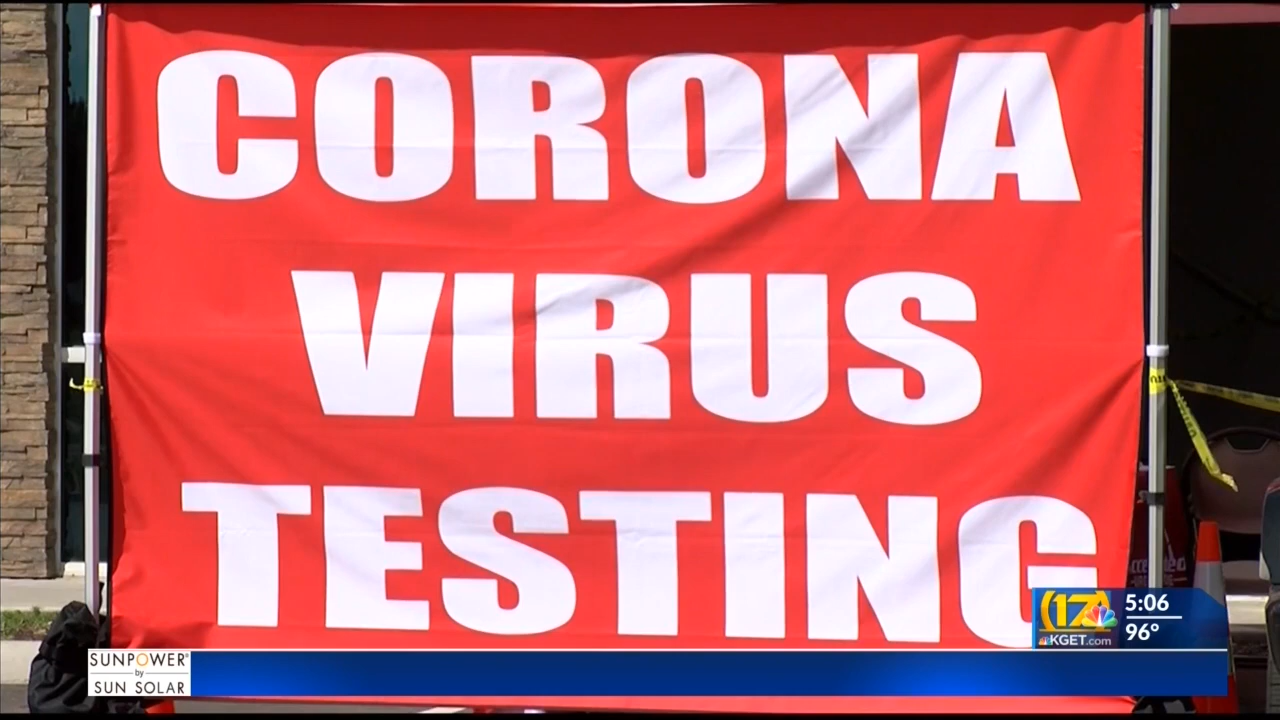 CORONA
VIRUS
TESTING
17
5:06
96°
KGET.com
SUNPOWER®
by
SUN SOLAR